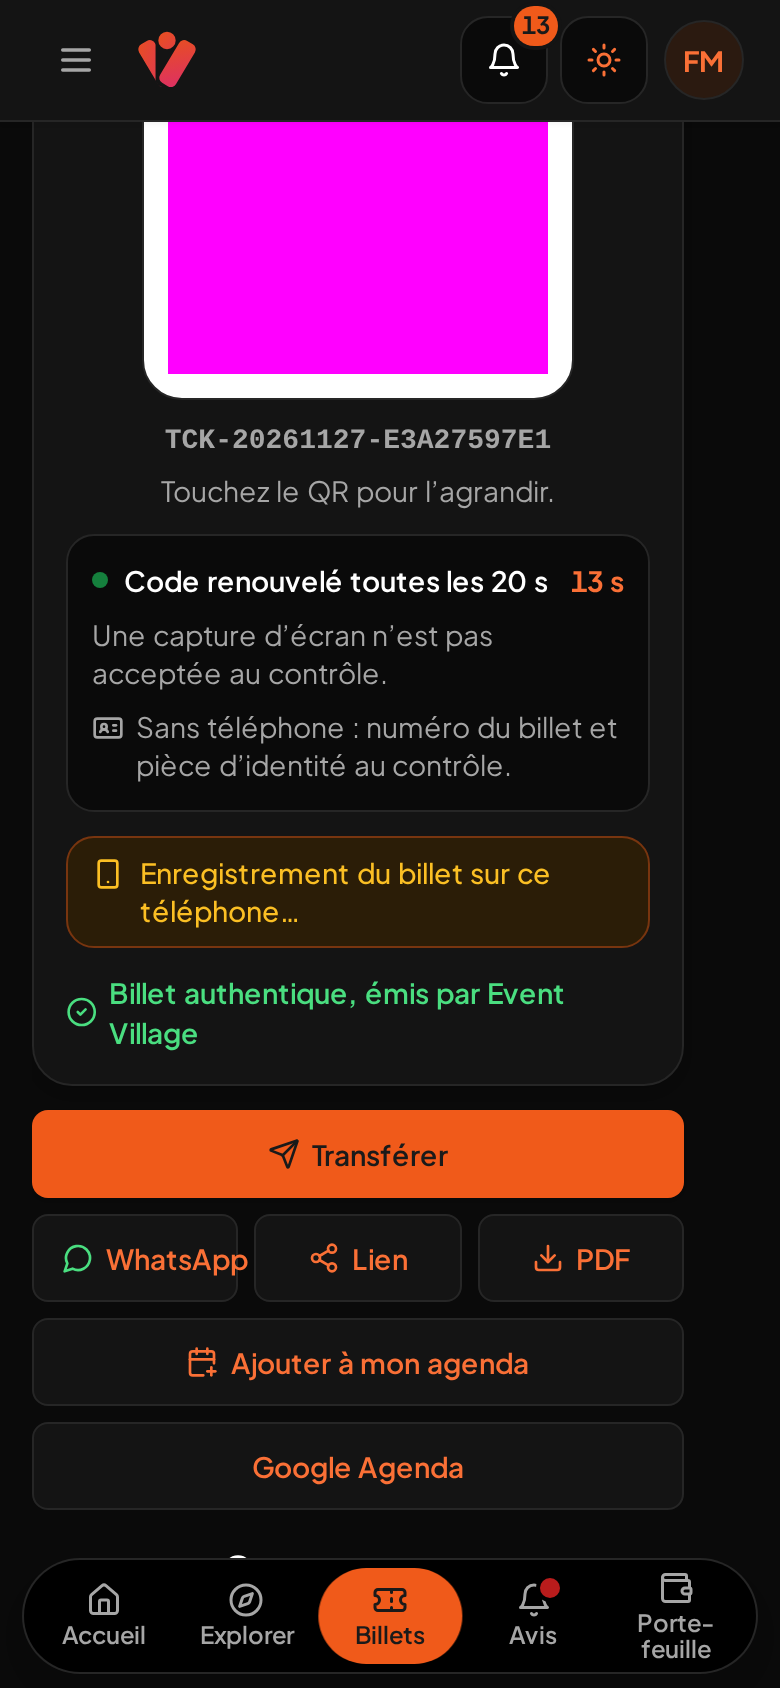 13
FM
TCK-20261127-E3A27597E1
Touchez le QR pour l’agrandir.
Code renouvelé toutes les 20 s 13 s
Une capture d’écran n’est pas
acceptée au contrôle.
Sans téléphone : numéro du billet et
pièce d’identité au contrôle.
Enregistrement du billet sur ce
téléphone…
Billet authentique, émis par Event
Village
Transférer
WhatsApp Lien PDF
Ajouter à mon agenda
Google Agenda
Accueil Explorer Billets Avis Porte-
feuille